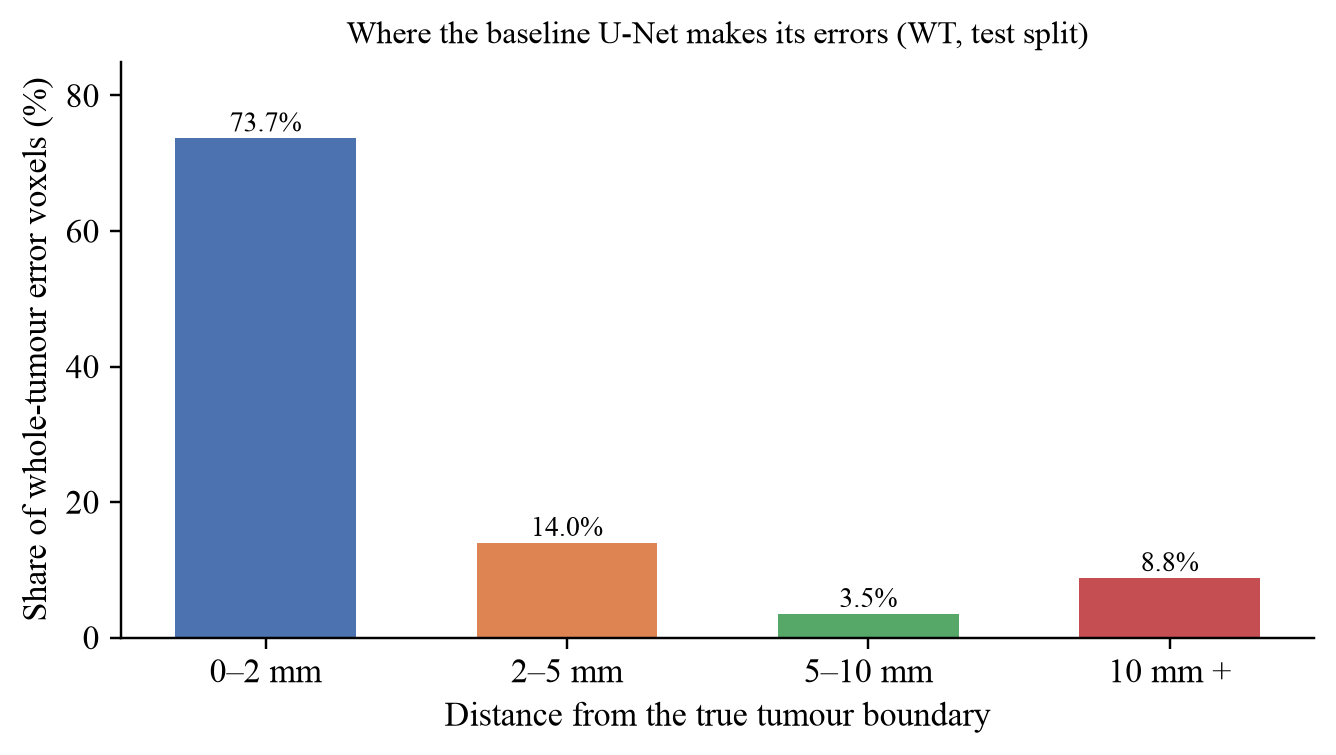 Where the baseline U-Net makes its errors (WT, test split)
Share of whole-tumour error voxels (%)
80
60
40
20
0
73.7%
14.0%
3.5%
8.8%
0–2 mm
2–5 mm
5–10 mm
10 mm +
Distance from the true tumour boundary